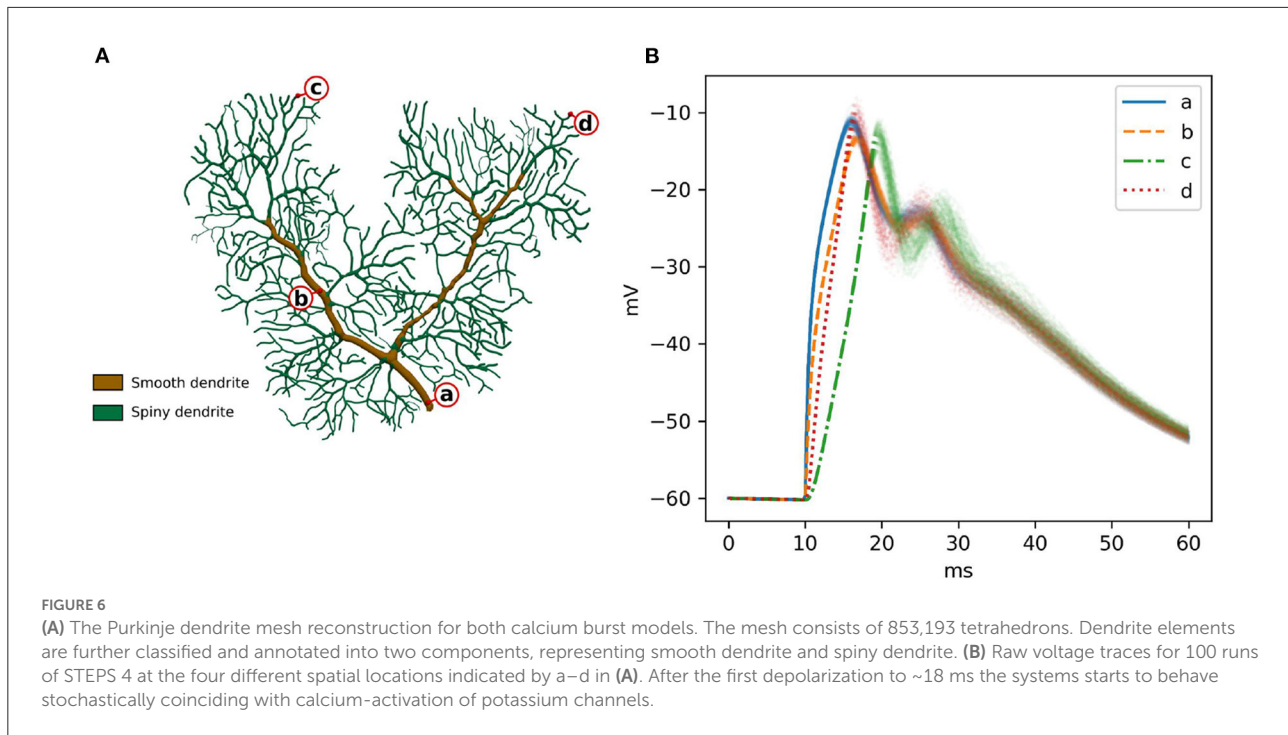 A
B
c
d
b
a
Smooth dendrite
Spiny dendrite
−10
−20
−30
−40
−50
−60
mV
0 10 20 30 40 50 60
ms
a
b
c
d
FIGURE 6
(A) The Purkinje dendrite mesh reconstruction for both calcium burst models. The mesh consists of 853,193 tetrahedrons. Dendrite elements
are further classified and annotated into two components, representing smooth dendrite and spiny dendrite. (B) Raw voltage traces for 100 runs
of STEPS 4 at the four different spatial locations indicated by a–d in (A). After the first depolarization to ~18 ms the systems starts to behave
stochastically coinciding with calcium-activation of potassium channels.